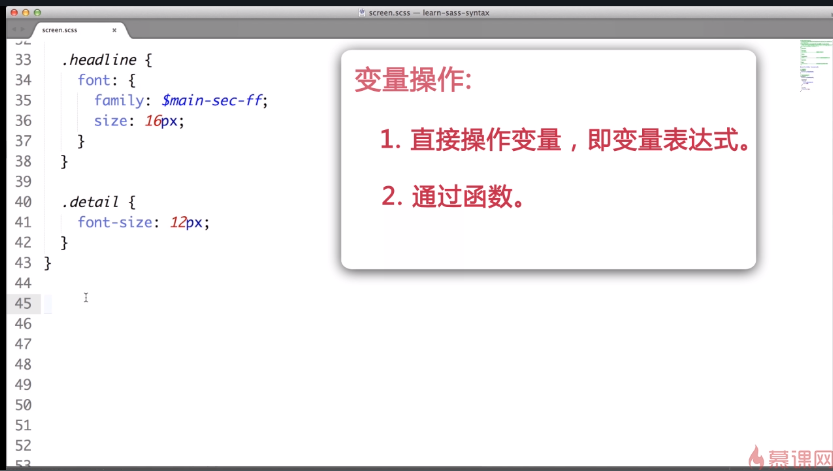 screen.scss — learn-sass-syntax
screen.scss ×
33 .headline {
34 font: {
35 family: $main-sec-ff;
36 size: 16px;
37 }
38 }
39
40 .detail {
41 font-size: 12px;
42 }
43 }
44
45
46
47
48
49
50
51
52
53
变量操作:
1. 直接操作变量，即变量表达式。
2. 通过函数。
慕课网